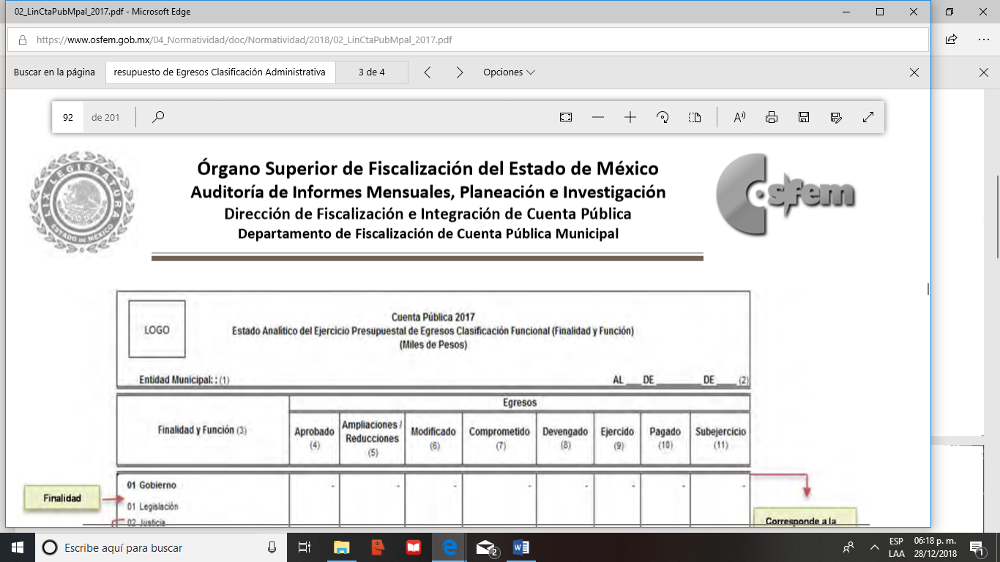 02_LinCtaPubMpal_2017.pdf - Microsoft Edge
https://www.osfem.gob.mx/04_Normatividad/doc/Normatividad/2018/02_LinCtaPubMpal_2017.pdf
Buscar en la página resupuesto de Egresos Clasificación Administrativa 3 de 4 Opciones
92 de 201
Órgano Superior de Fiscalización del Estado de México
Auditoría de Informes Mensuales, Planeación e Investigación
Dirección de Fiscalización e Integración de Cuenta Pública
Departamento de Fiscalización de Cuenta Pública Municipal
LIX LEGISLATURA
ESTADO DE MÉXICO
Osfem
LOGO
Cuenta Pública 2017
Estado Analítico del Ejercicio Presupuestal de Egresos Clasificación Funcional (Finalidad y Función)
(Miles de Pesos)
Entidad Municipal: : (1) AL ___ DE ________ DE ____ (2)
Finalidad y Función (3)
Egresos
Aprobado
(4)
Ampliaciones /
Reducciones
(5)
Modificado
(6)
Comprometido
(7)
Devengado
(8)
Ejercido
(9)
Pagado
(10)
Subejercicio
(11)
01 Gobierno - - - - - - - -
01 Legislación
02 Justicia
Finalidad
Corresponde a la
Escribe aquí para buscar
2
ESP
LAA
06:18 p. m.
28/12/2018
1